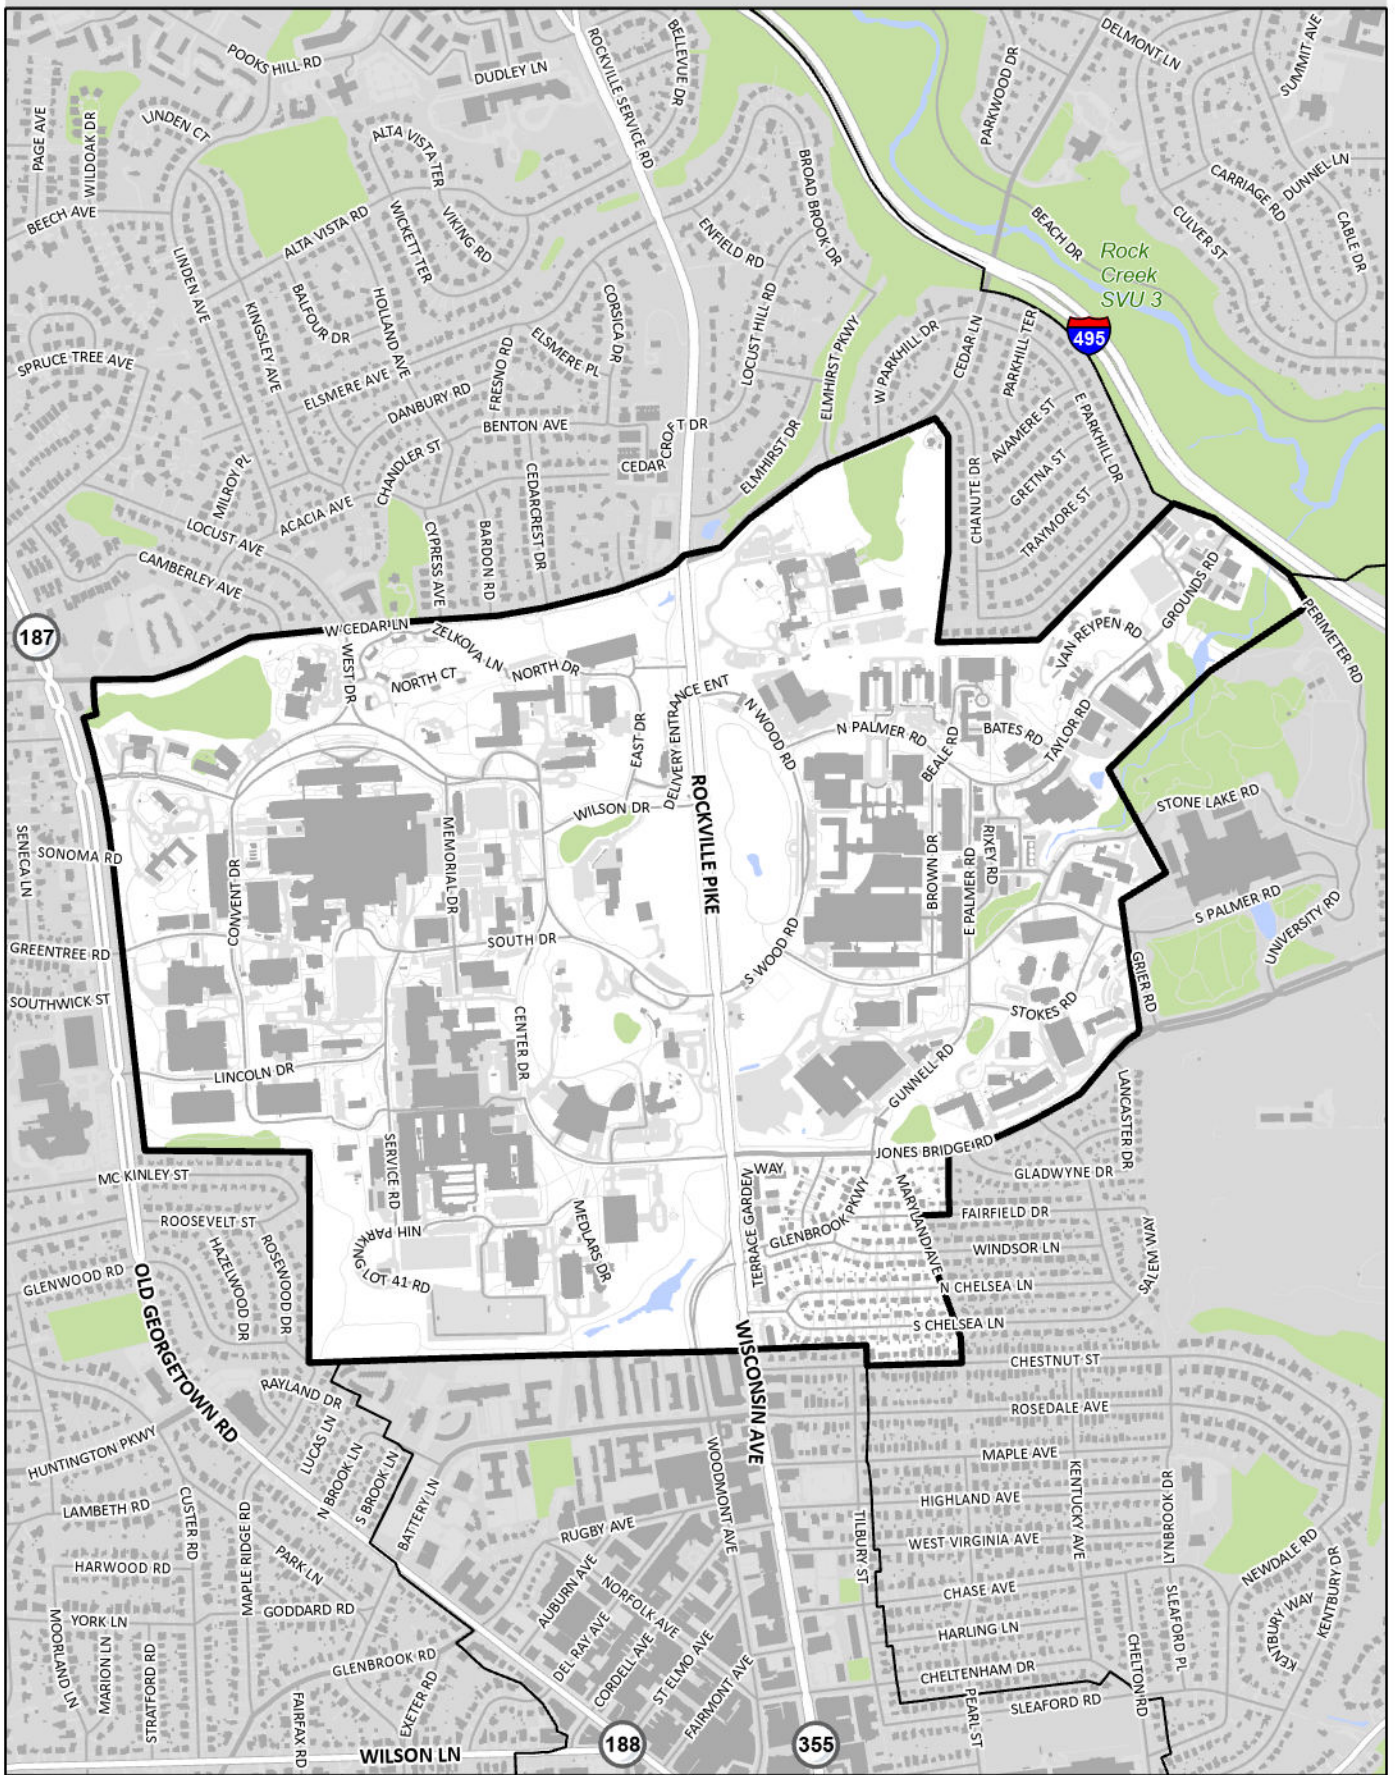 POOKS HILL RD
DUDLEY LN
ROCKVILLE SERVICE RD
BELLEVUE DR
DELMONT LN
SUMMIT AVE
PARKWOOD DR
PAGE AVE
WILDOAK DR
LINDEN CT
ALTA VISTA TER
BROAD BROOK DR
CARRIAGE RD
DUNNEL LN
BEECH AVE
ALTA VISTA RD
WICKETT TER
VIKING RD
ENFIELD RD
BEACH DR
CULVER ST
CABLE DR
Rock
Creek
SVU 3
LINDEN AVE
KINGSLEY AVE
BALFOUR DR
HOLLAND AVE
CORSICA DR
LOCUST HILL RD
ELMHIRST PKWY
W PARKHILL DR
CEDAR LN
PARKHILL TER
495
SPRUCE TREE AVE
ELSMERE AVE
DANBURY RD
FRESNO RD
ELSMERE PL
AVAMERE ST
E PARKHILL DR
BENTON AVE
CEDAR CROFT DR
ELMHIRST DR
CHANUTE DR
GRETNA ST
TRAYMORE ST
MILROY PL
CHANDLER ST
CEDARCREST DR
ACACIA AVE
LOCUST AVE
CAMBERLEY AVE
CYPRESS AVE
BARDON RD
GROUNDS RD
187
W CEDAR LN
ZELKOVA LN
VAN REYPEN RD
PERIMETER RD
WEST DR
NORTH CT
NORTH DR
DELIVERY ENTRANCE ENT
N WOOD RD
EAST DR
N PALMER RD
BEALE RD
BATES RD
TAYLOR RD
ROCKVILLE PIKE
WILSON DR
STONE LAKE RD
SENECA LN
SONOMA RD
MEMORIAL DR
CONVENT DR
BROWN DR
E PALMER RD
RIXEY RD
S PALMER RD
UNIVERSITY RD
GREENTREE RD
SOUTH DR
S WOOD RD
GRIER RD
SOUTHWICK ST
CENTER DR
STOKES RD
LINCOLN DR
GUNNELL RD
LANCASTER DR
SERVICE RD
JONES BRIDGE RD
MC KINLEY ST
TERRACE GARDEN WAY
GLADWYNE DR
GLENBROOK PKWY
MARYLAND AVE
FAIRFIELD DR
ROOSEVELT ST
HAZELWOOD DR
ROSEWOOD DR
NIH PARKING LOT 41 RD
MEDLARS DR
WINDSOR LN
SALEM WAY
GLENWOOD RD
N CHELSEA LN
OLD GEORGETOWN RD
S CHELSEA LN
WISCONSIN AVE
CHESTNUT ST
RAYLAND DR
ROSEDALE AVE
HUNTINGTON PKWY
LUCAS LN
N BROOK LN
S BROOK LN
WOODMONT AVE
MAPLE AVE
KENTUCKY AVE
LAMBETH RD
CUSTER RD
MAPLE RIDGE RD
BATTERY LN
RUGBY AVE
TILBURY ST
HIGHLAND AVE
LYNBROOK DR
WEST VIRGINIA AVE
NEWDALE RD
HARWOOD RD
PARK LN
AUBURN AVE
NORFOLK AVE
CHASE AVE
SLEAFORD PL
KENTBURY WAY
KENTBURY DR
YORK LN
GODDARD RD
DEL RAY AVE
CORDELL AVE
ST ELMO AVE
HARLING LN
MOORLAND LN
MARION LN
STRATFORD RD
GLENBROOK RD
FAIRMONT AVE
CHELTENHAM DR
CHELTON RD
FAIRFAX RD
EXETER RD
PEARL ST
SLEAFORD RD
WILSON LN
188
355